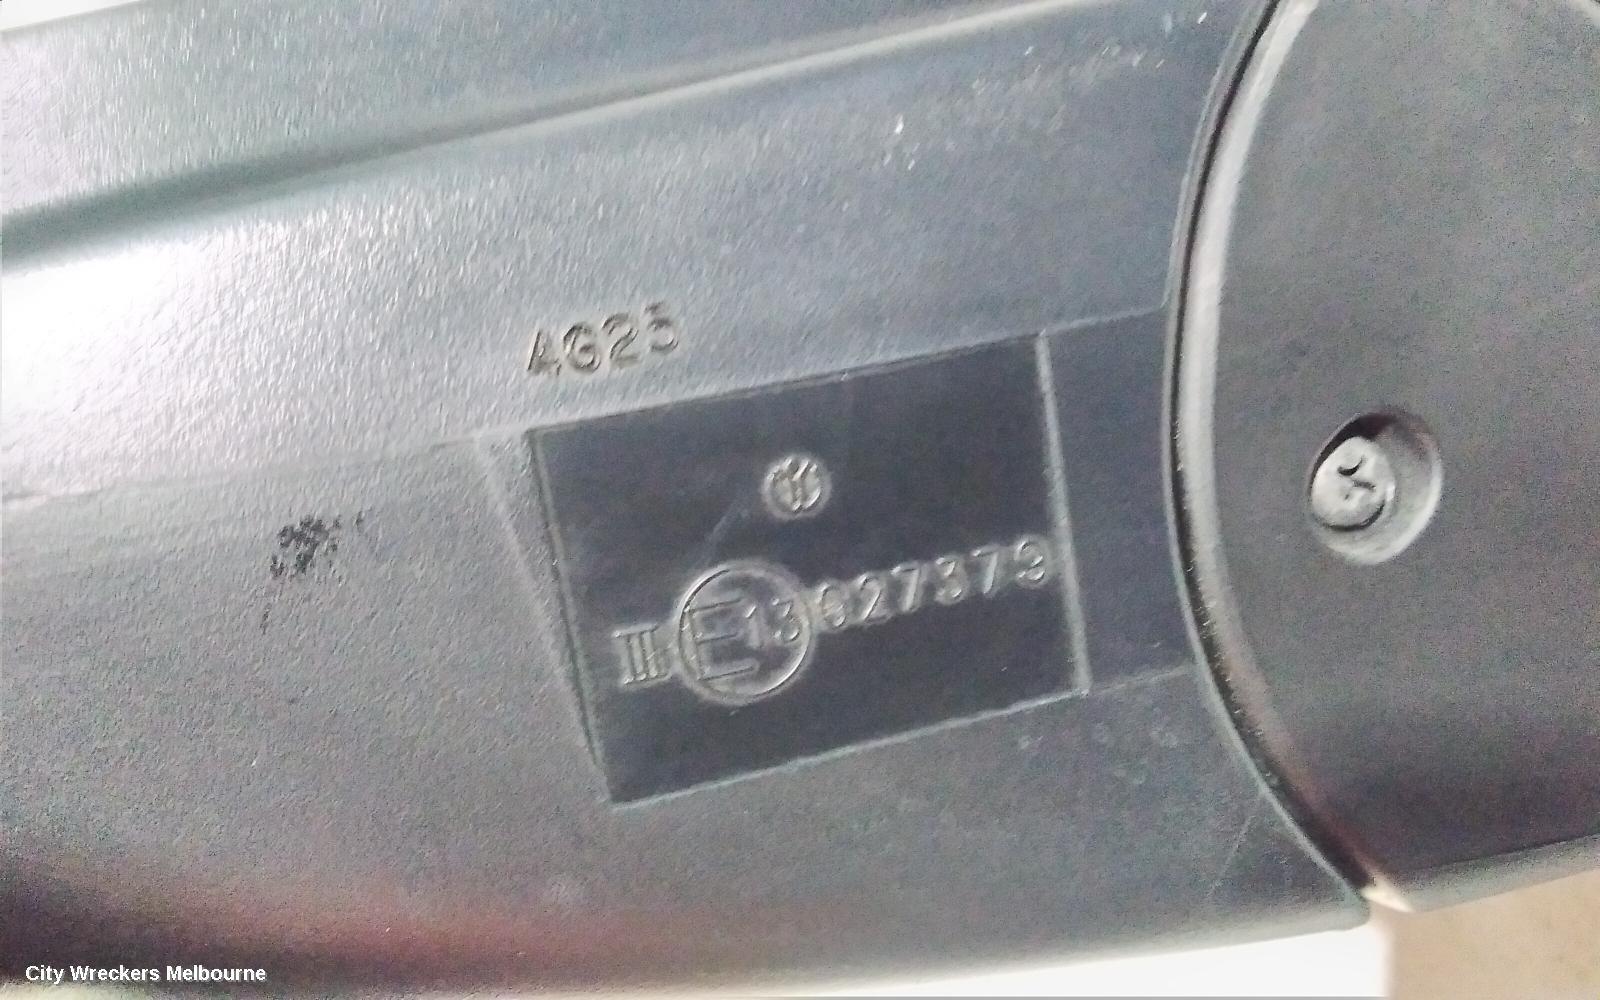 4G25
III E13 027379
City Wreckers Melbourne